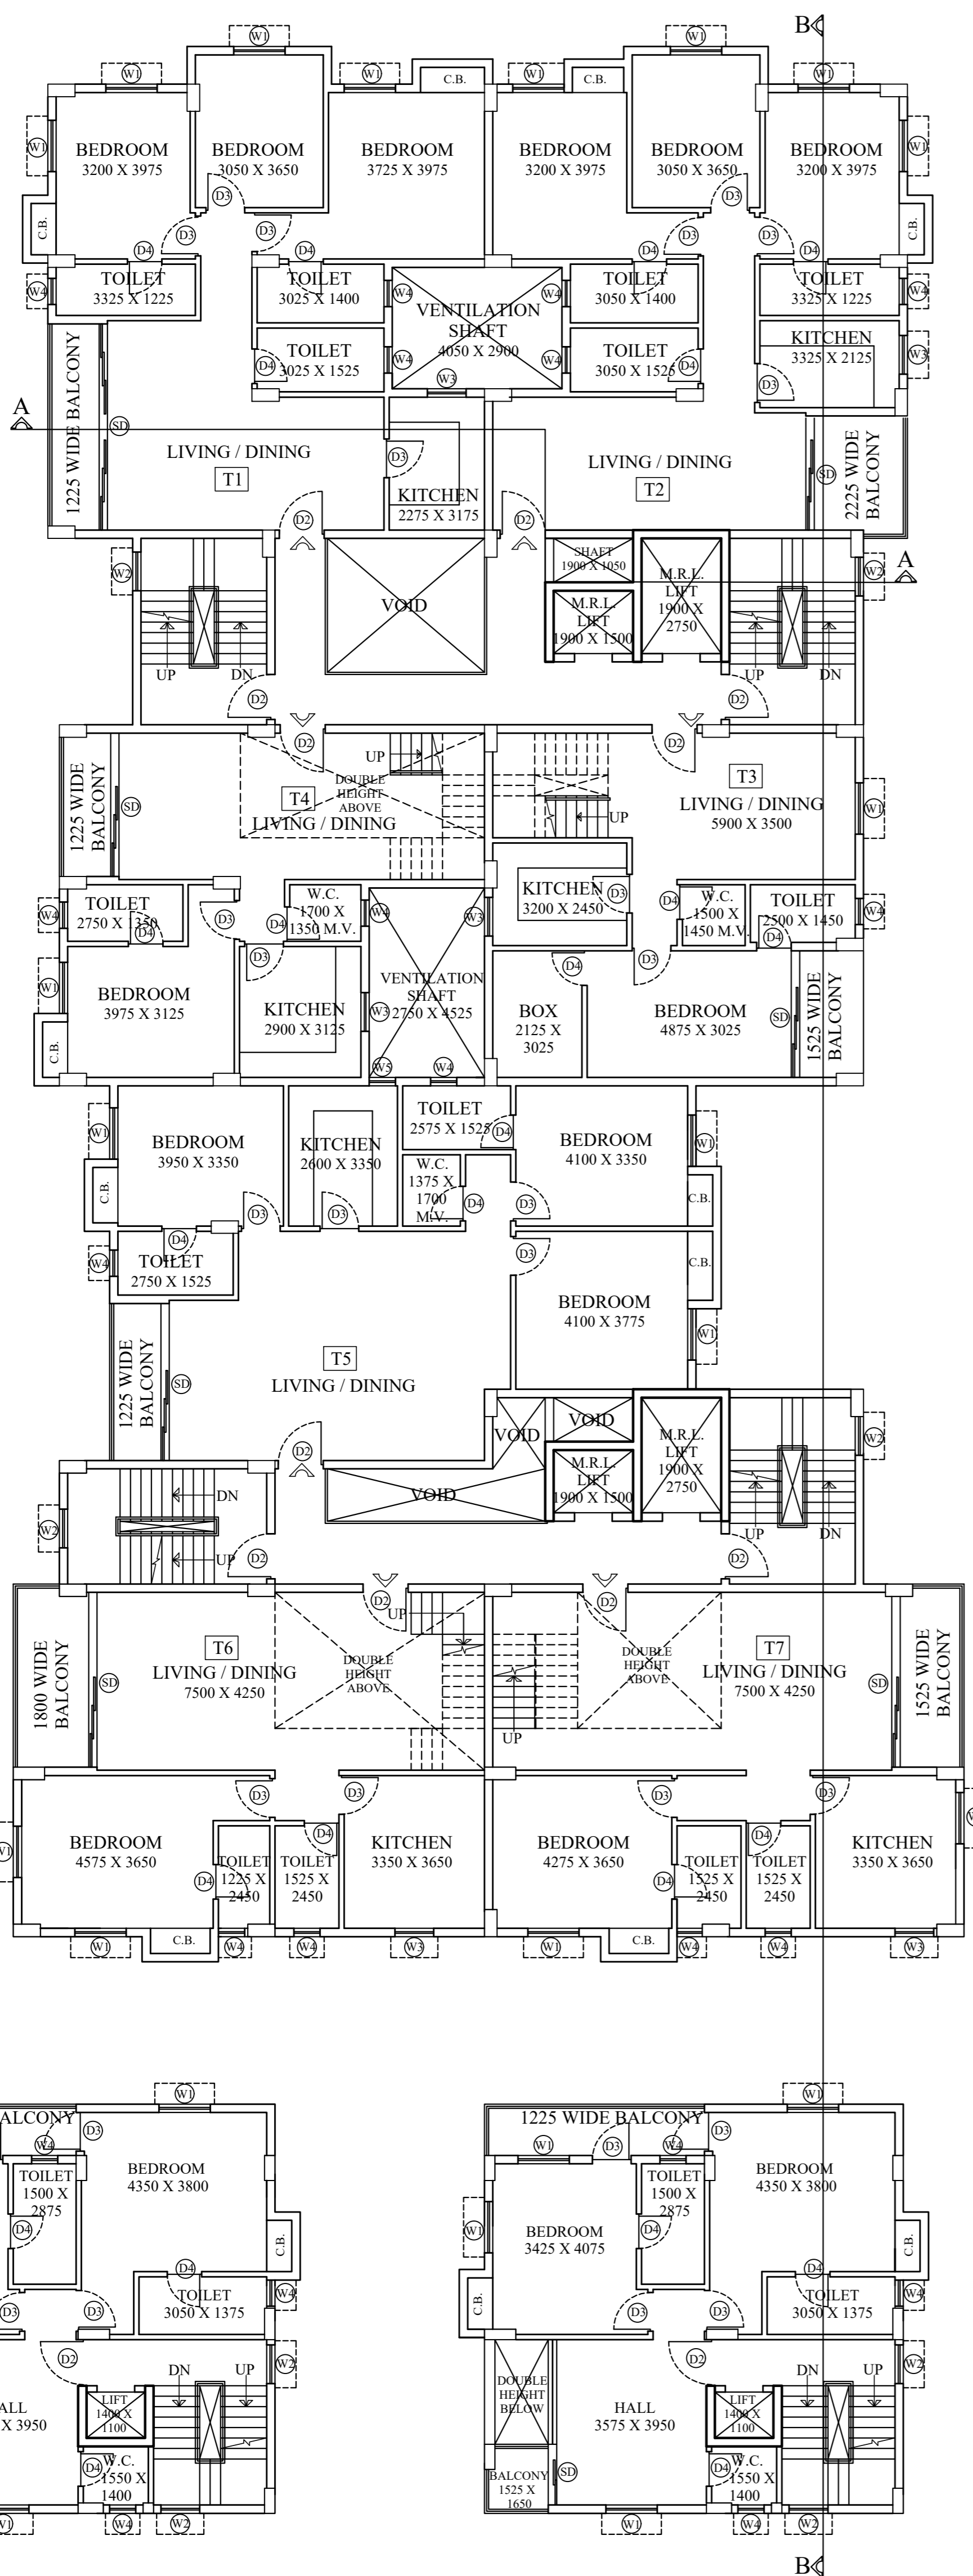 B
W1
W1
W1
W1
W1
W1
C.B.
C.B.
W1
W1
BEDROOM
3200 X 3975
BEDROOM
3050 X 3650
BEDROOM
3725 X 3975
BEDROOM
3200 X 3975
BEDROOM
3050 X 3650
BEDROOM
3200 X 3975
D3
D3
C.B.
C.B.
D3
D3
D3
D3
D4
D4
D4
D4
TOILET
3325 X 1225
TOILET
3025 X 1400
TOILET
3050 X 1400
TOILET
3325 X 1225
W4
W4
W4
W4
VENTILATION
SHAFT
4050 X 2900
TOILET
3025 X 1525
TOILET
3050 X 1525
KITCHEN
3325 X 2125
W4
W4
W3
D4
D4
W3
D3
A
1225 WIDE BALCONY
SD
LIVING / DINING
T1
D3
KITCHEN
2275 X 3175
LIVING / DINING
T2
SD
2225 WIDE
BALCONY
D2
D2
W2
VOID
SHAFT
1900 X 1050
M.R.L.
LIFT
1900 X
2750
M.R.L.
LIFT
1900 X 1500
W2
A
UP
DN
UP
DN
D2
D2
D2
D2
1225 WIDE
BALCONY
SD
UP
DOUBLE
HEIGHT
ABOVE
T4
LIVING / DINING
UP
T3
LIVING / DINING
5900 X 3500
W1
TOILET
2750 X 1350
W4
D4
D3
D4
W.C.
1700 X
1350 M.V.
W4
W3
KITCHEN
3200 X 2450
D3
D4
W.C.
1500 X
1450 M.V.
TOILET
2500 X 1450
D4
W4
W1
BEDROOM
3975 X 3125
D3
KITCHEN
2900 X 3125
VENTILATION
SHAFT
2750 X 4525
W3
D4
D3
BOX
2125 X
3025
BEDROOM
4875 X 3025
SD
1525 WIDE
BALCONY
C.B.
W5
W4
W1
BEDROOM
3950 X 3350
KITCHEN
2600 X 3350
TOILET
2575 X 1525
D4
BEDROOM
4100 X 3350
W1
C.B.
W.C.
1375 X
1700
M.V.
D4
D3
C.B.
D3
D3
D4
TOILET
2750 X 1525
W4
D3
C.B.
BEDROOM
4100 X 3775
W1
1225 WIDE
BALCONY
SD
T5
LIVING / DINING
D2
VOID
VOID
VOID
M.R.L.
LIFT
1900 X
2750
M.R.L.
LIFT
1900 X 1500
W2
DN
UP
W2
UP
DN
D2
D2
D2
D2
1800 WIDE
BALCONY
SD
T6
LIVING / DINING
7500 X 4250
UP
DOUBLE
HEIGHT
ABOVE
UP
DOUBLE
HEIGHT
ABOVE
T7
LIVING / DINING
7500 X 4250
SD
1525 WIDE
BALCONY
D3
D3
D3
D3
W1
BEDROOM
4575 X 3650
D4
D4
TOILET
1225 X
2450
TOILET
1525 X
2450
KITCHEN
3350 X 3650
BEDROOM
4275 X 3650
D4
D4
TOILET
1525 X
2450
TOILET
1525 X
2450
KITCHEN
3350 X 3650
W1
C.B.
W4
W4
W3
W1
C.B.
W4
W4
W3
W1
W1
ALCONY
1225 WIDE BALCONY
W4
D3
W1
D3
W4
D3
TOILET
1500 X
2875
BEDROOM
4350 X 3800
TOILET
1500 X
2875
BEDROOM
4350 X 3800
D4
W1
BEDROOM
3425 X 4075
D4
C.B.
C.B.
D4
D4
C.B.
TOILET
3050 X 1375
W4
TOILET
3050 X 1375
W4
D3
D3
D3
D3
D2
DN
UP
W2
D2
DN
UP
W2
ALL
X 3950
LIFT
1400 X
1100
DOUBLE
HEIGHT
BELOW
HALL
3575 X 3950
LIFT
1400 X
1100
D4
W.C.
1550 X
1400
BALCONY
1525 X
1650
SD
D4
W.C.
1550 X
1400
W1
W4
W2
W1
W4
W2
B